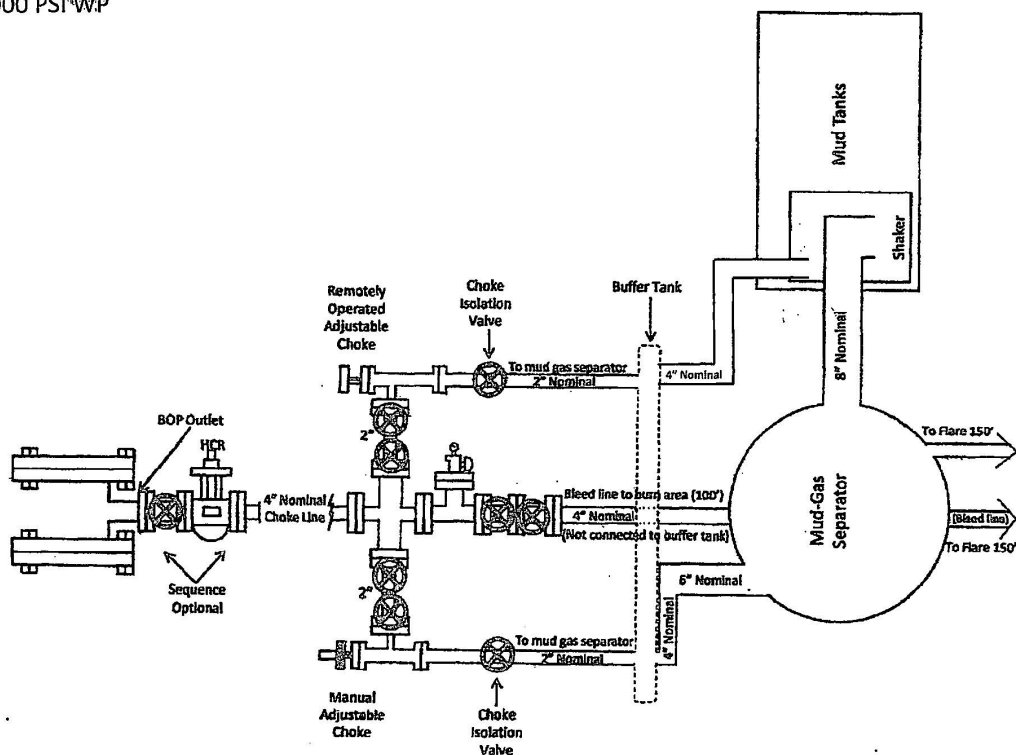 000 PSI WP
Mud Tanks
Shaker
8" Nominal
Remotely
Operated
Adjustable
Choke
Choke
Isolation
Valve
Buffer Tank
To mud gas separator
2" Nominal
4" Nominal
2"
BOP Outlet
HCR
4" Nominal
Choke Line
Bleed line to burn area (100')
4" Nominal
(Not connected to buffer tank)
Mud-Gas
Separator
To Flare 150'
(Bleed line)
To Flare 150'
Sequence
Optional
2"
6" Nominal
4" Nominal
To mud gas separator
2" Nominal
Manual
Adjustable
Choke
Choke
Isolation
Valve